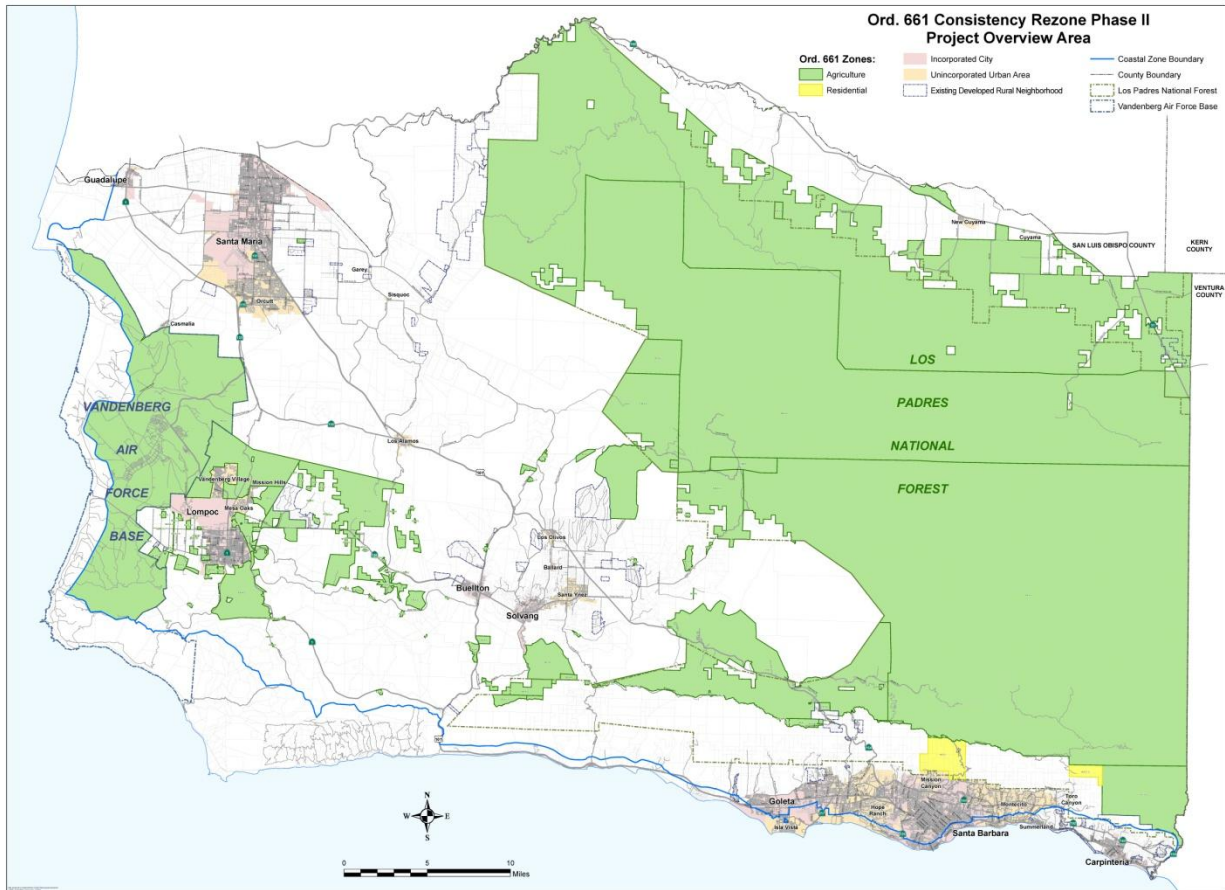 Ord. 661 Consistency Rezone Phase II
Project Overview Area
Ord. 661 Zones:
Agriculture
Residential
Incorporated City
Unincorporated Urban Area
Existing Developed Rural Neighborhood
Coastal Zone Boundary
County Boundary
Los Padres National Forest
Vandenberg Air Force Base
Guadalupe
Santa Maria
Orcutt
Garey
Sisquoc
Casmalia
New Cuyama
Cuyama
SAN LUIS OBISPO COUNTY
KERN
COUNTY
VENTURA
COUNTY
LOS
PADRES
NATIONAL
FOREST
VANDENBERG
AIR
FORCE
BASE
Los Alamos
Vandenberg Village
Mission Hills
Mesa Oaks
Lompoc
Los Olivos
Ballard
Santa Ynez
Buellton
Solvang
Goleta
Isla Vista
Hope
Ranch
Mission
Canyon
Santa Barbara
Montecito
Toro
Canyon
Summerland
Carpinteria
N
W
E
S
0
5
10
Miles